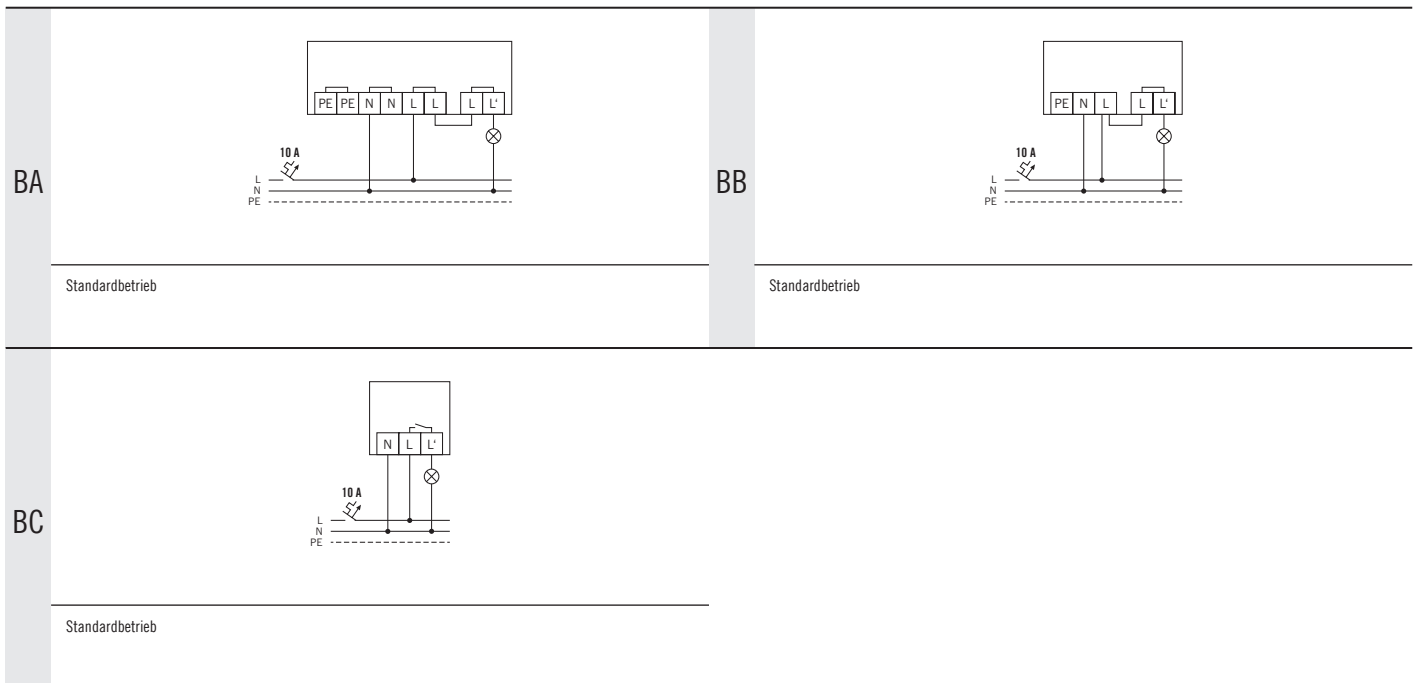 BA
PE PE N N L L L L‘
10 A
L
N
PE
Standardbetrieb
BB
PE N L L L‘
10 A
L
N
PE
Standardbetrieb
BC
N L L‘
10 A
L
N
PE
Standardbetrieb